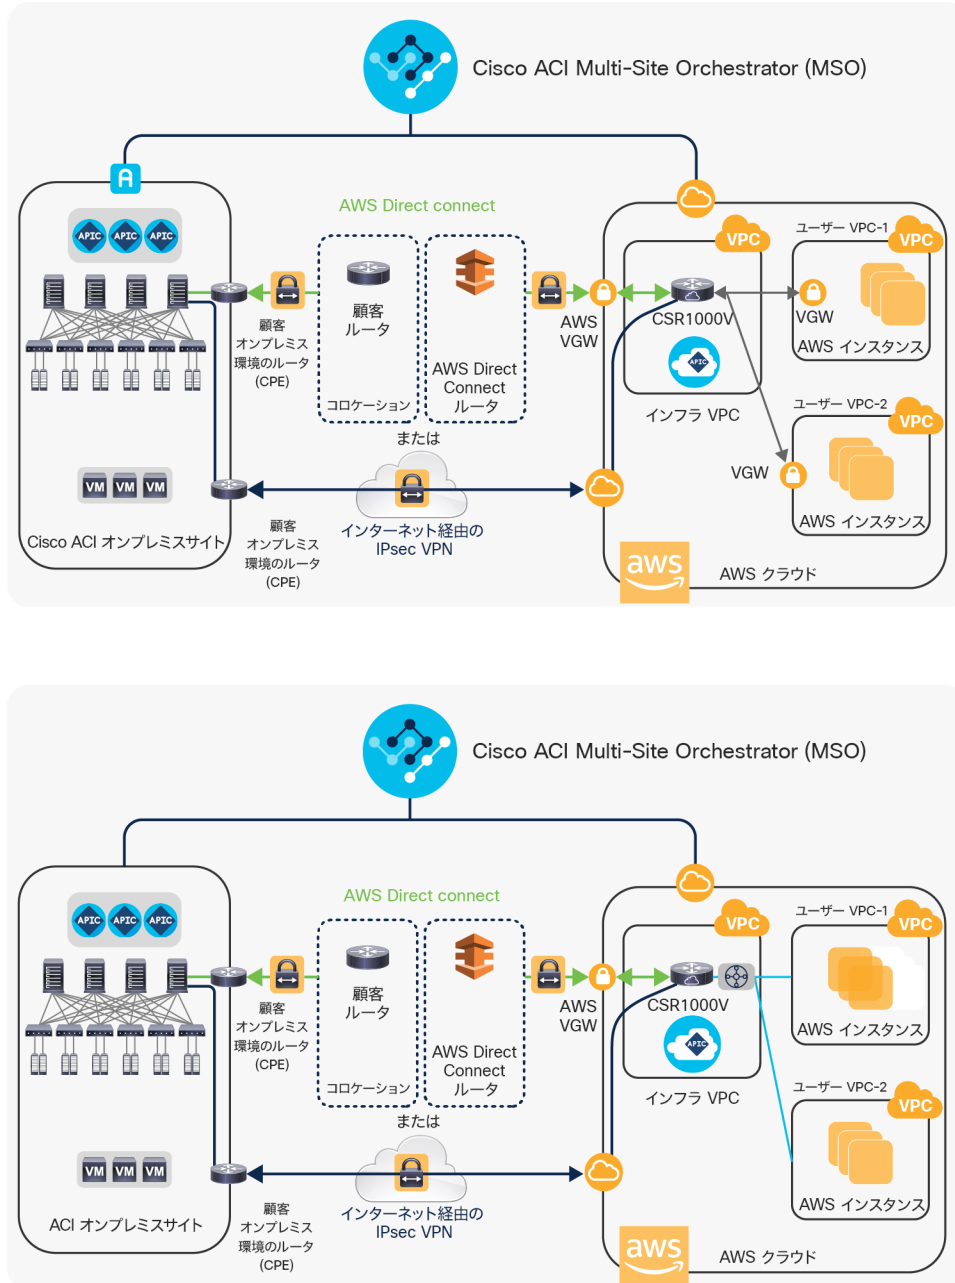 Cisco ACI Multi-Site Orchestrator (MSO)
A
AWS Direct connect
APIC APIC APIC
顧客
オンプレミス
環境のルータ
(CPE)
顧客
ルータ
コロケーション
AWS Direct
Connect
ルータ
AWS
VGW
VPC
CSR1000V
APIC
インフラ VPC
ユーザー VPC-1
VPC
VGW
AWS インスタンス
ユーザー VPC-2
VPC
VGW
AWS インスタンス
または
VM VM VM
Cisco ACI オンプレミスサイト
顧客
オンプレミス
環境のルータ
(CPE)
インターネット経由の
IPsec VPN
aws
AWS クラウド
Cisco ACI Multi-Site Orchestrator (MSO)
AWS Direct connect
APIC APIC APIC
顧客
オンプレミス
環境のルータ
(CPE)
顧客
ルータ
コロケーション
AWS Direct
Connect
ルータ
AWS
VGW
VPC
CSR1000V
APIC
インフラ VPC
ユーザー VPC-1
VPC
AWS インスタンス
ユーザー VPC-2
VPC
AWS インスタンス
または
VM VM VM
ACI オンプレミスサイト
顧客
オンプレミス
環境のルータ
(CPE)
インターネット経由の
IPsec VPN
aws
AWS クラウド